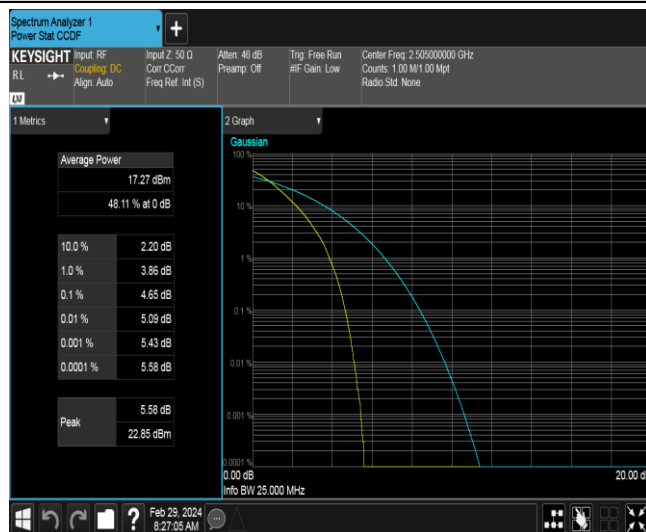 Spectrum Analyzer 1
Power Stat CCDF
KEYSIGHT
RL
LXI
Input: RF
Coupling: DC
Align: Auto
Input Z: 50 Ω
Corr CCorr
Freq Ref: Int (S)
Atten: 46 dB
Preamp: Off
Trig: Free Run
#IF Gain: Low
Center Freq: 2.505000000 GHz
Counts: 1.00 M/1.00 Mpt
Radio Std: None
1 Metrics
Average Power
17.27 dBm
48.11 % at 0 dB
10.0 % 2.20 dB
1.0 % 3.86 dB
0.1 % 4.65 dB
0.01 % 5.09 dB
0.001 % 5.43 dB
0.0001 % 5.58 dB
Peak 5.58 dB
22.85 dBm
2 Graph
Gaussian
100 %
10 %
1 %
0.1 %
0.01 %
0.001 %
0.0001 %
0.00 dB 20.00 d
Info BW 25.000 MHz
? Feb 29, 2024
8:27:05 AM